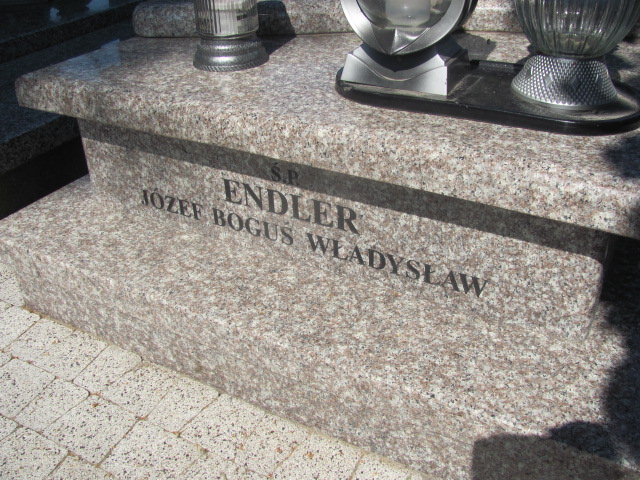 Ś.P.
ENDLER
JÓZEF BOGUS WŁADYSŁAW